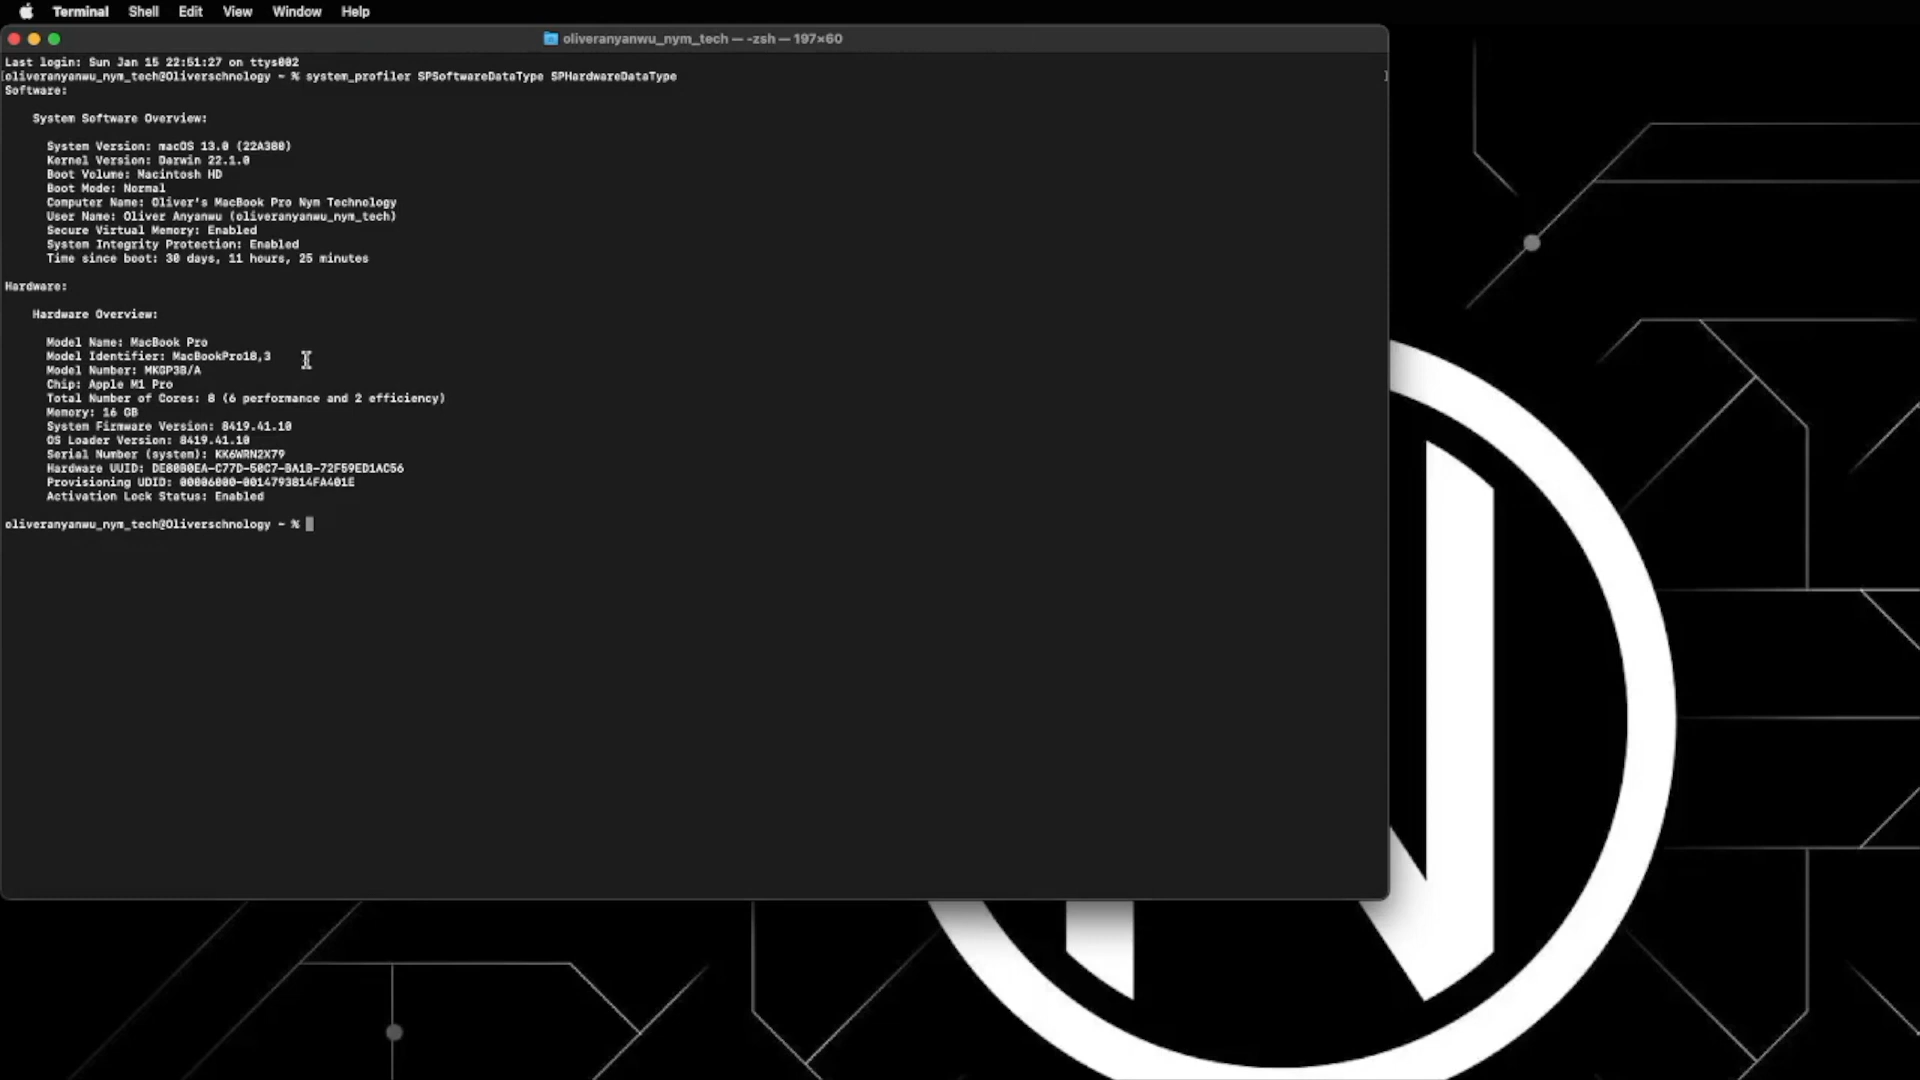 Terminal Shell Edit View Window Help
oliveranyanwu_nym_tech — -zsh — 197×60
Last login: Sun Jan 15 22:51:27 on ttys002
[oliveranyanwu_nym_tech@Oliverschnology ~ % system_profiler SPSoftwareDataType SPHardwareDataType ]
Software:
System Software Overview:
System Version: macOS 13.0 (22A380)
Kernel Version: Darwin 22.1.0
Boot Volume: Macintosh HD
Boot Mode: Normal
Computer Name: Oliver's MacBook Pro Nym Technology
User Name: Oliver Anyanwu (oliveranyanwu_nym_tech)
Secure Virtual Memory: Enabled
System Integrity Protection: Enabled
Time since boot: 30 days, 11 hours, 25 minutes
Hardware:
Hardware Overview:
Model Name: MacBook Pro
Model Identifier: MacBookPro18,3
Model Number: MKGP3B/A
Chip: Apple M1 Pro
Total Number of Cores: 8 (6 performance and 2 efficiency)
Memory: 16 GB
System Firmware Version: 8419.41.10
OS Loader Version: 8419.41.10
Serial Number (system): KK6WRN2X79
Hardware UUID: DE80B0EA-C77D-50C7-BA1B-72F59ED1AC56
Provisioning UDID: 00006000-0014793814FA401E
Activation Lock Status: Enabled
oliveranyanwu_nym_tech@Oliverschnology ~ %